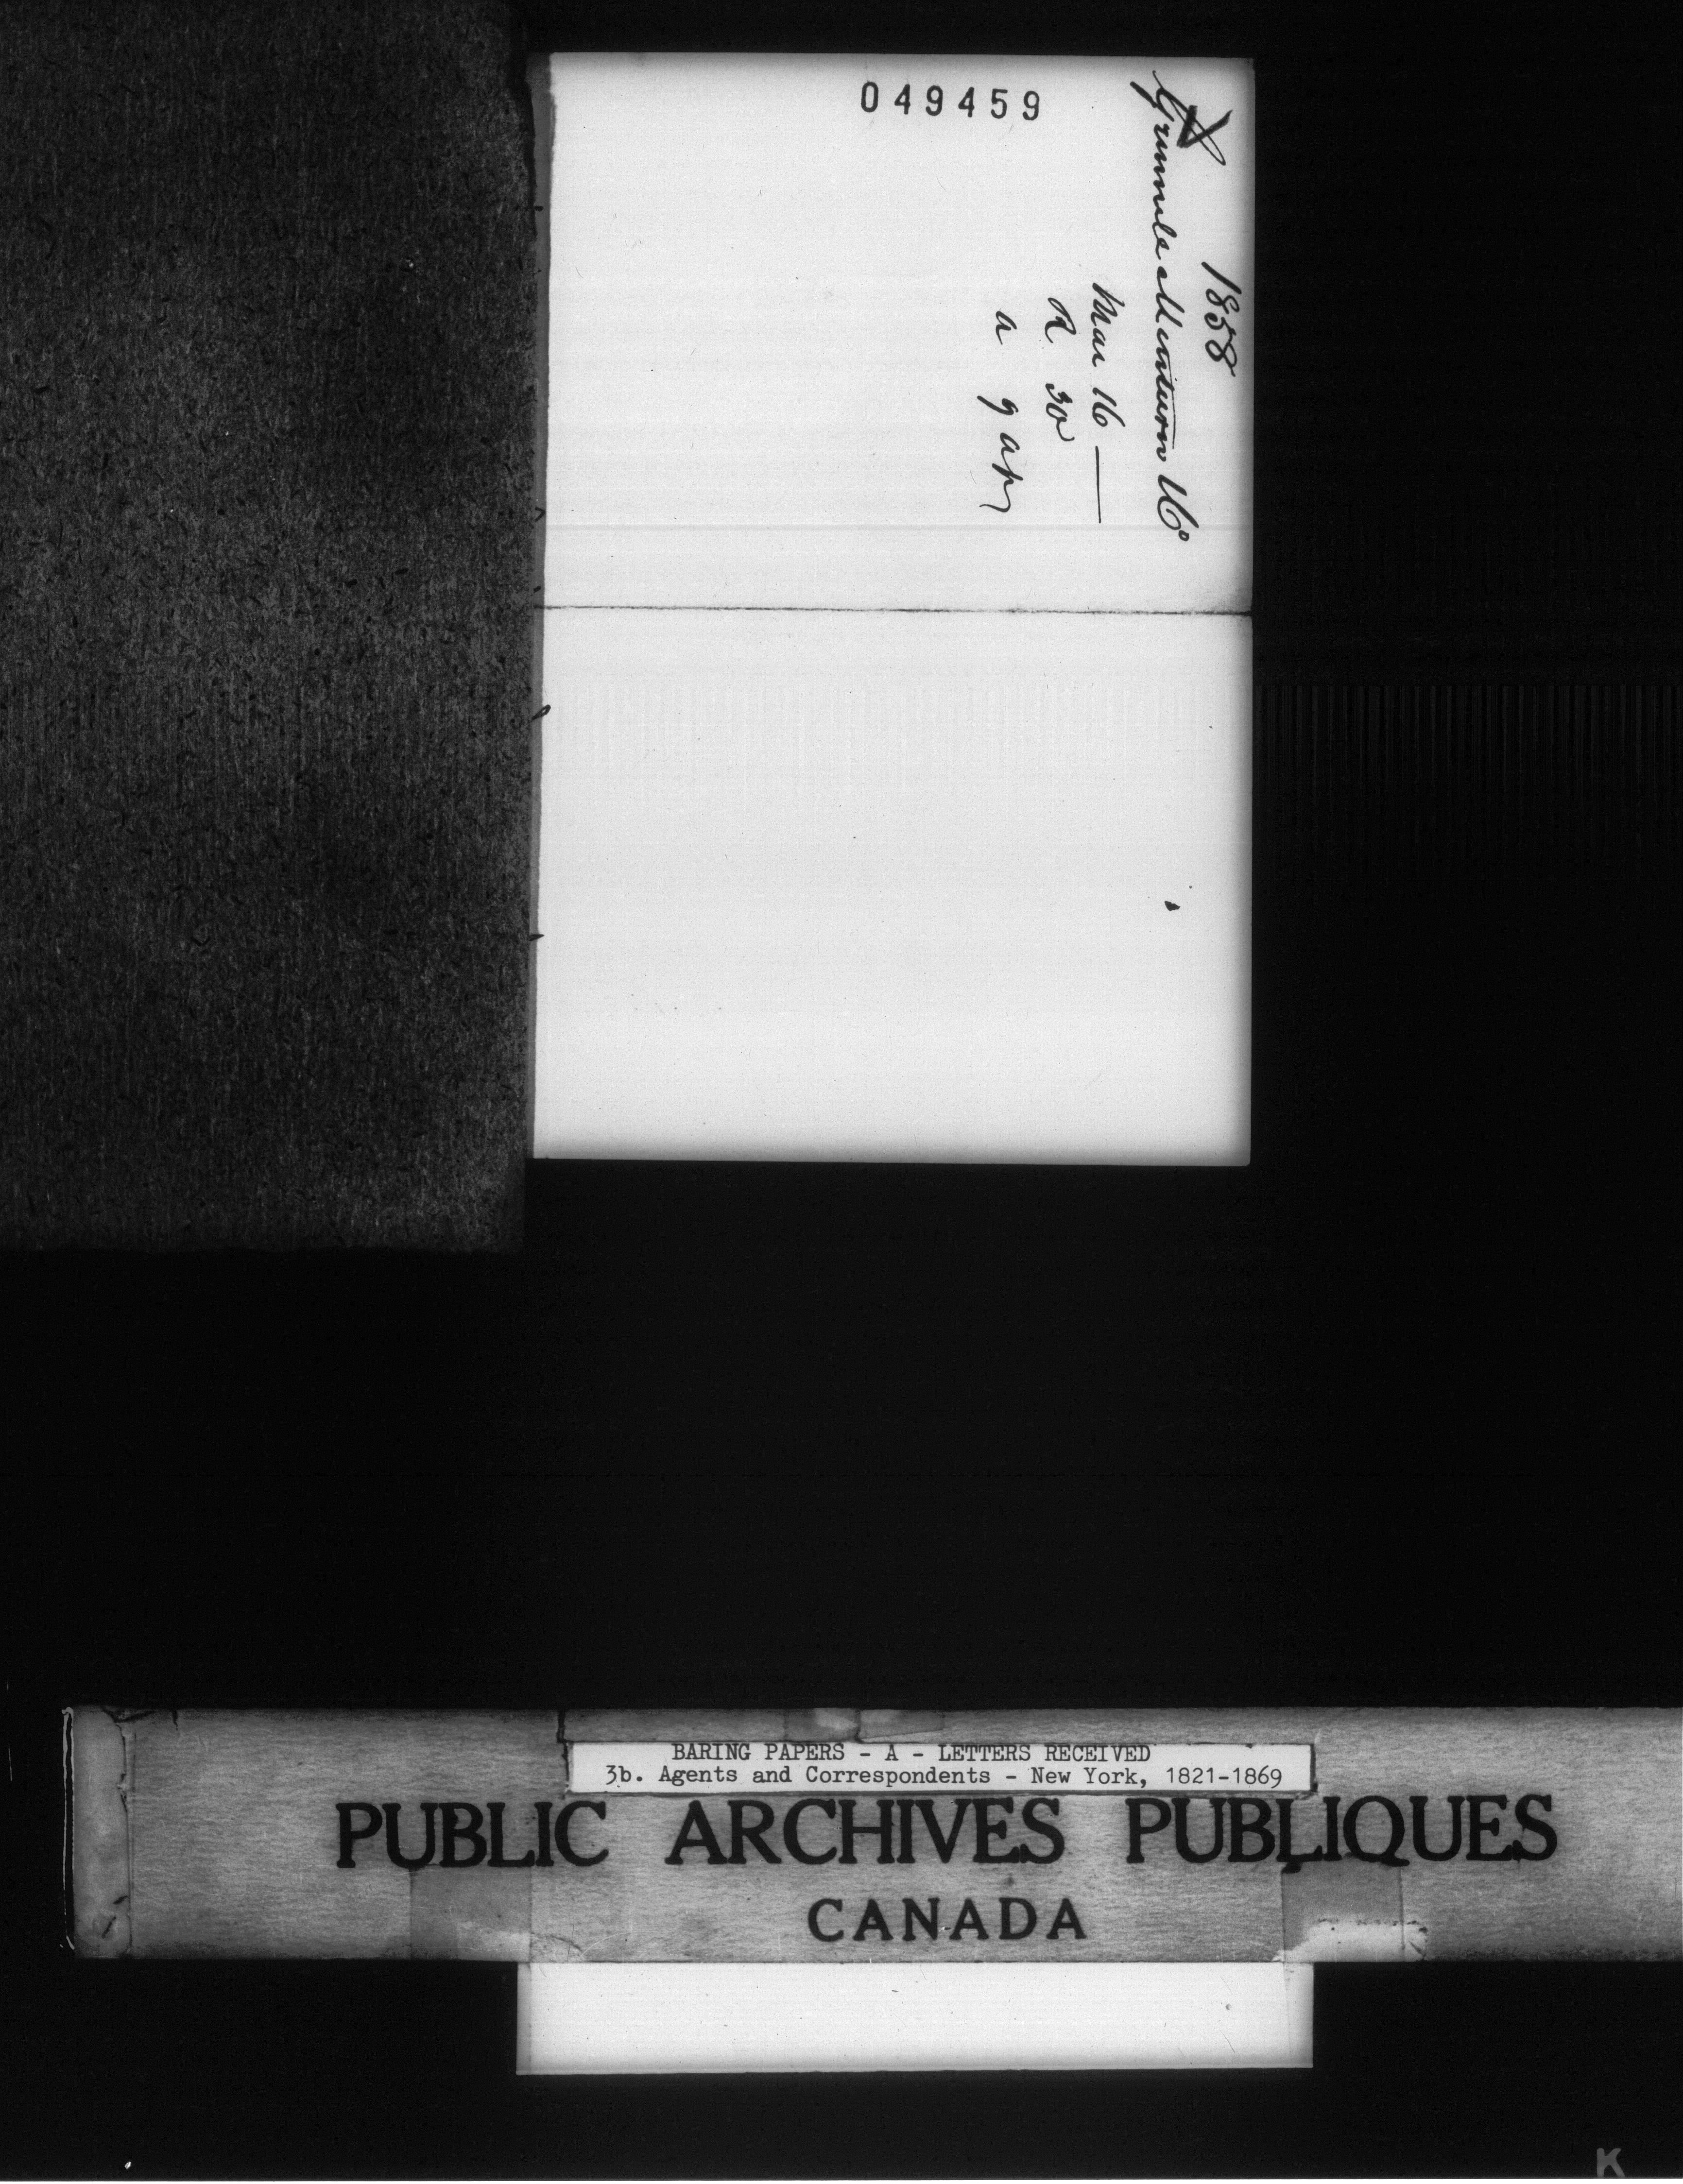 049459
1858
Grinnell Minturn & Co
Mar 16 —
R 30
a 9 ap
BARING PAPERS - A - LETTERS RECEIVED
3b. Agents and Correspondents - New York, 1821-1869
PUBLIC ARCHIVES PUBLIQUES
CANADA
K